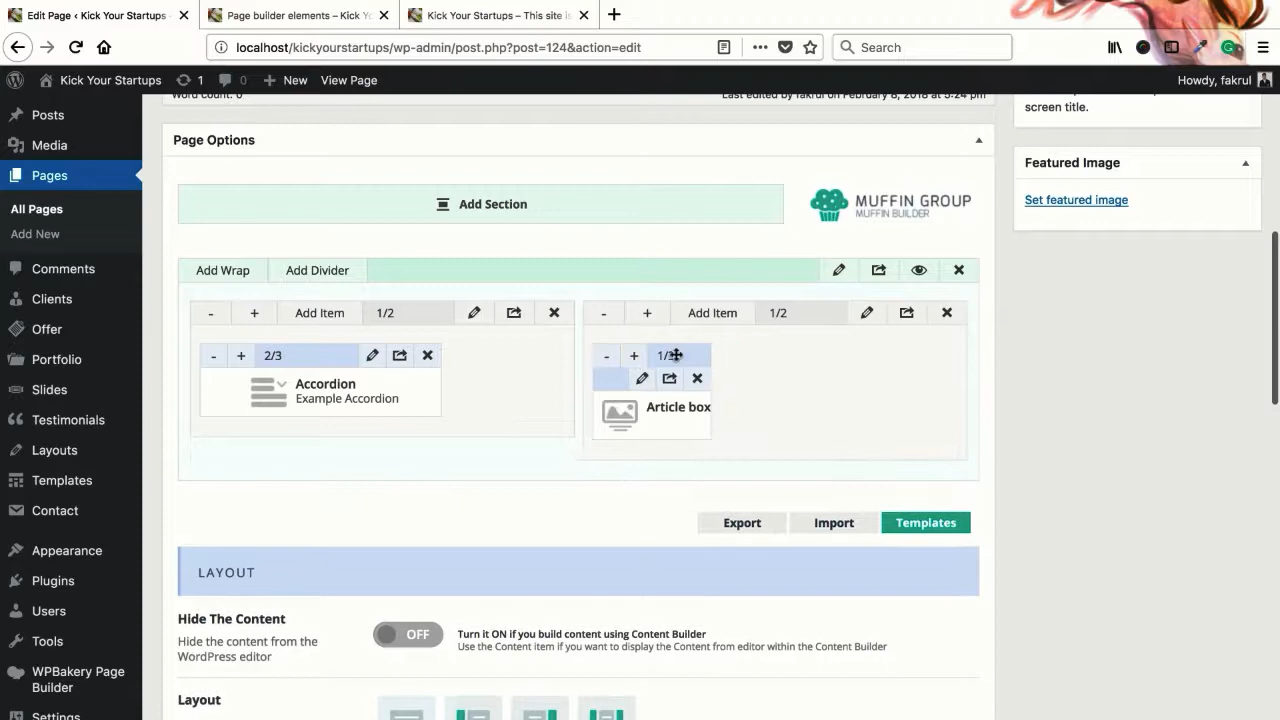 Edit Page ‹ Kick Your Startups -
Page builder elements – Kick Yo
Kick Your Startups – This site is
localhost/kickyourstartups/wp-admin/post.php?post=124&action=edit
Search
Kick Your Startups
1
0
New
View Page
Howdy, fakrul
Word count: 0
Last edited by fakrul on February 8, 2018 at 5:24 pm
screen title.
Posts
Media
Pages
All Pages
Add New
Comments
Clients
Offer
Portfolio
Slides
Testimonials
Layouts
Templates
Contact
Appearance
Plugins
Users
Tools
WPBakery Page
Builder
Settings
Page Options
Add Section
MUFFIN GROUP
MUFFIN BUILDER
Add Wrap
Add Divider
- + Add Item 1/2
- + Add Item 1/2
- + 2/3
Accordion
Example Accordion
- +
Article box
Export
Import
Templates
LAYOUT
Hide The Content
Hide the content from the
WordPress editor
OFF
Turn it ON if you build content using Content Builder
Use the Content item if you want to display the Content from editor within the Content Builder
Layout
Featured Image
Set featured image